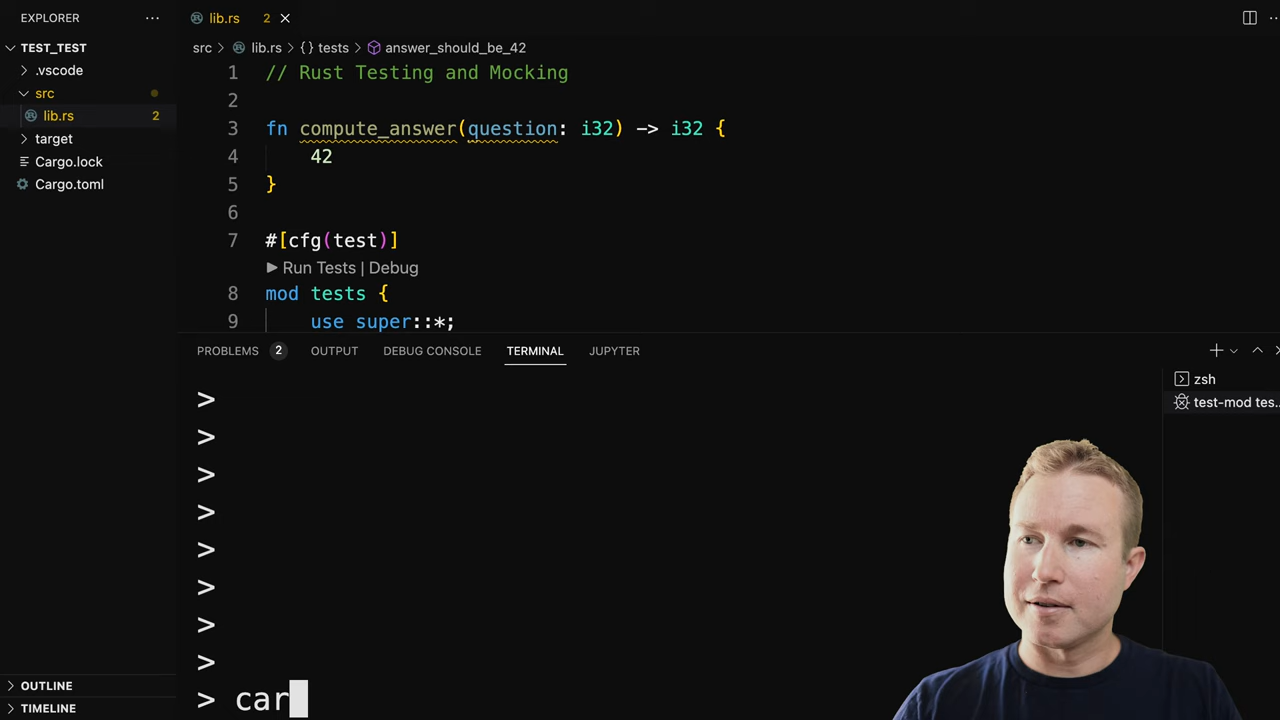 EXPLORER
TEST_TEST
.vscode
src
lib.rs 2
target
Cargo.lock
Cargo.toml
OUTLINE
TIMELINE
lib.rs 2
src > lib.rs > {} tests > answer_should_be_42
1 // Rust Testing and Mocking
2
3 fn compute_answer(question: i32) -> i32 {
4 42
5 }
6
7 #[cfg(test)]
Run Tests | Debug
8 mod tests {
9 use super::*;
PROBLEMS 2 OUTPUT DEBUG CONSOLE TERMINAL JUPYTER
zsh
test-mod tes...
>
>
>
>
>
>
>
>
> car